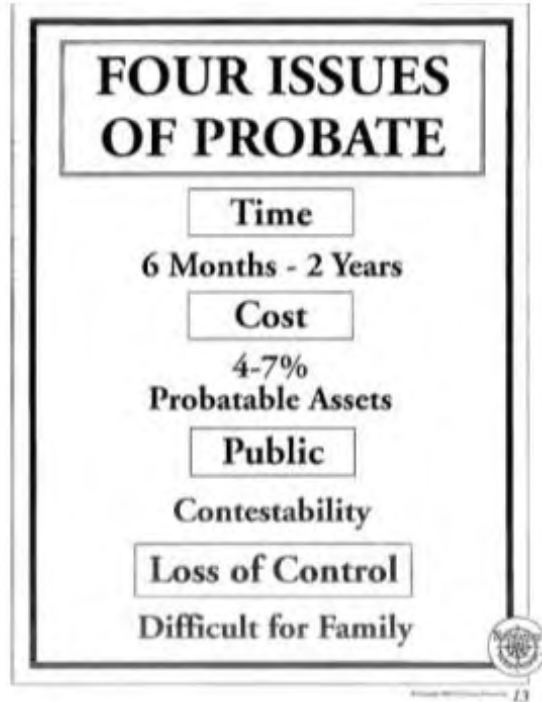 FOUR ISSUES
OF PROBATE
Time
6 Months - 2 Years
Cost
4-7%
Probatable Assets
Public
Contestability
Loss of Control
Difficult for Family
13